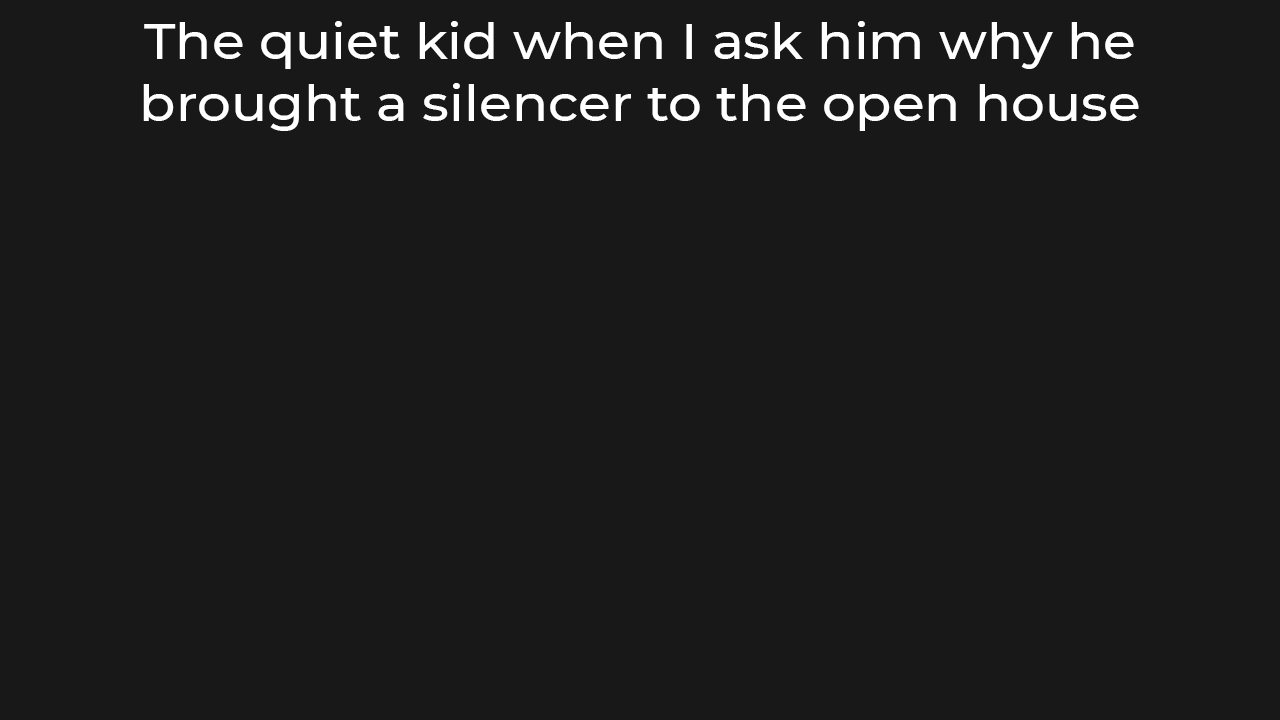 The quiet kid when I ask him why he
brought a silencer to the open house